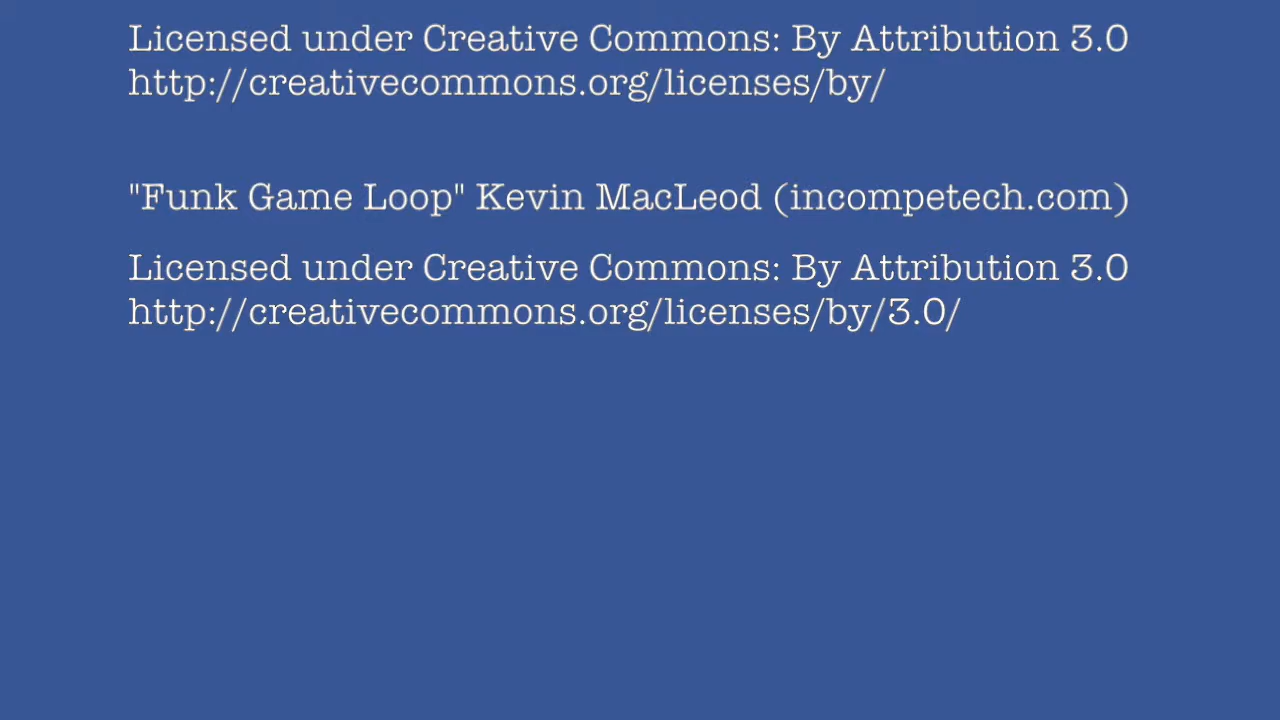 Licensed under Creative Commons: By Attribution 3.0
http://creativecommons.org/licenses/by/
"Funk Game Loop" Kevin MacLeod (incompetech.com)
Licensed under Creative Commons: By Attribution 3.0
http://creativecommons.org/licenses/by/3.0/